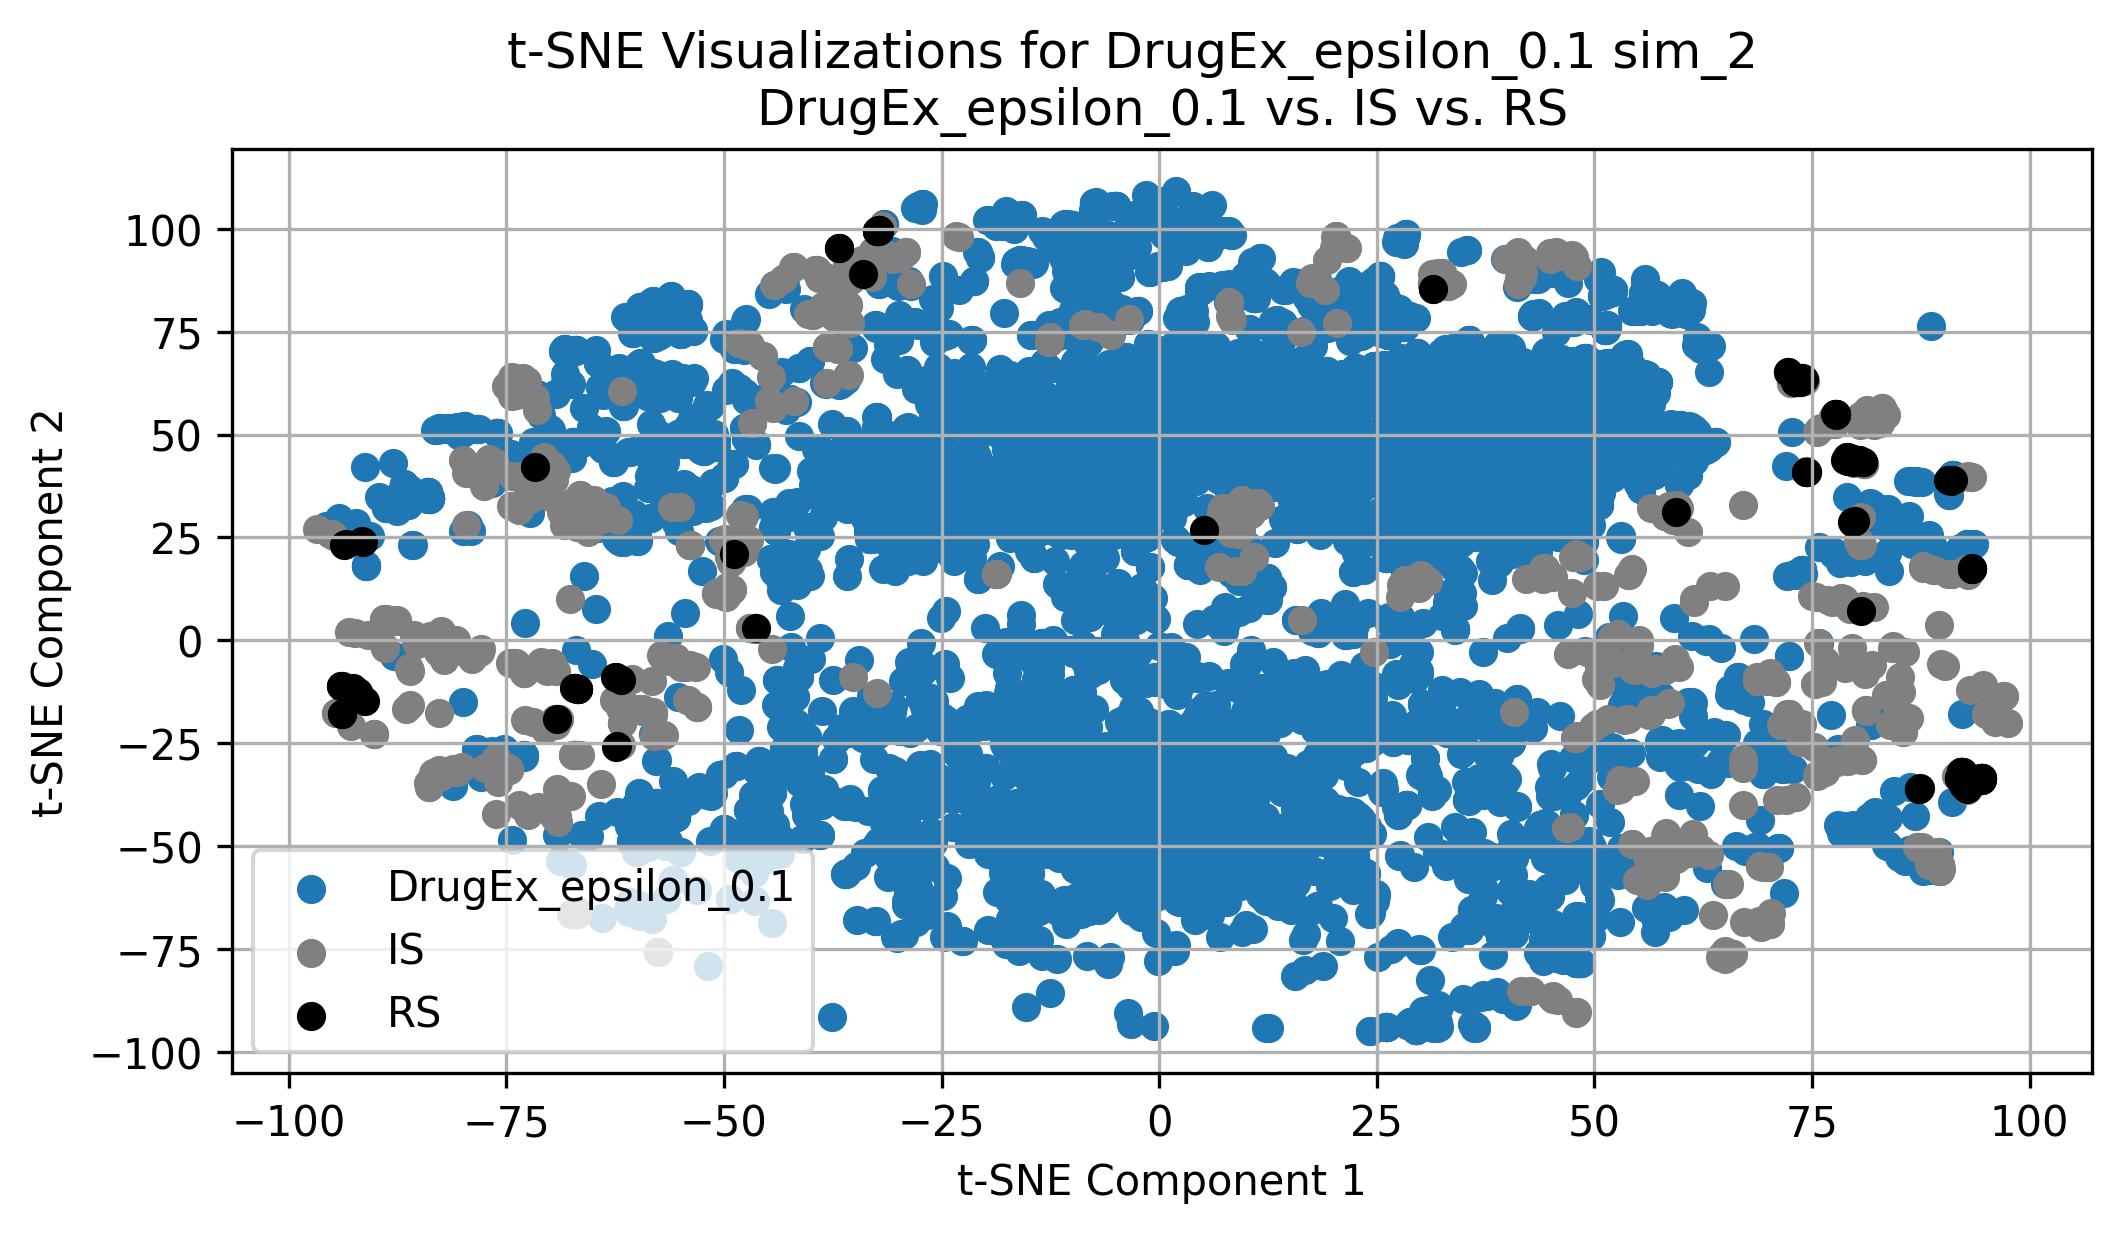 t-SNE Visualizations for DrugEx_epsilon_0.1 sim_2
DrugEx_epsilon_0.1 vs. IS vs. RS
t-SNE Component 2
100
75
50
25
0
−25
−50
−75
−100
DrugEx_epsilon_0.1
IS
RS
−100 −75 −50 −25 0 25 50 75 100
t-SNE Component 1